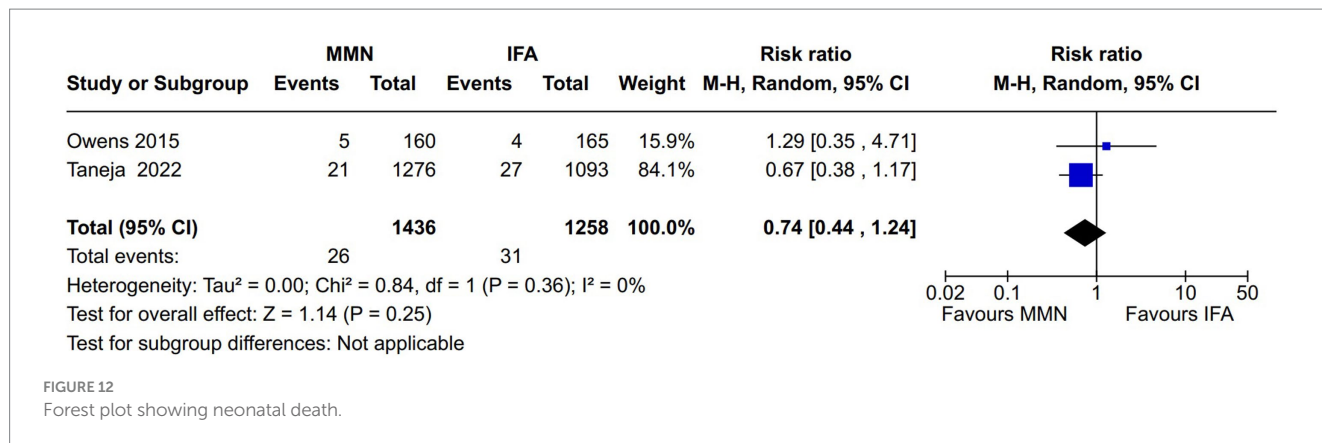 MMN IFA Risk ratio Risk ratio
Study or Subgroup Events Total Events Total Weight M-H, Random, 95% CI M-H, Random, 95% CI
Owens 2015 5 160 4 165 15.9% 1.29 [0.35 , 4.71]
Taneja 2022 21 1276 27 1093 84.1% 0.67 [0.38 , 1.17]
Total (95% CI) 1436 1258 100.0% 0.74 [0.44 , 1.24]
Total events: 26 31
Heterogeneity: Tau² = 0.00; Chi² = 0.84, df = 1 (P = 0.36); I² = 0%
Test for overall effect: Z = 1.14 (P = 0.25)
Test for subgroup differences: Not applicable
0.02 0.1 1 10 50
Favours MMN Favours IFA
FIGURE 12
Forest plot showing neonatal death.